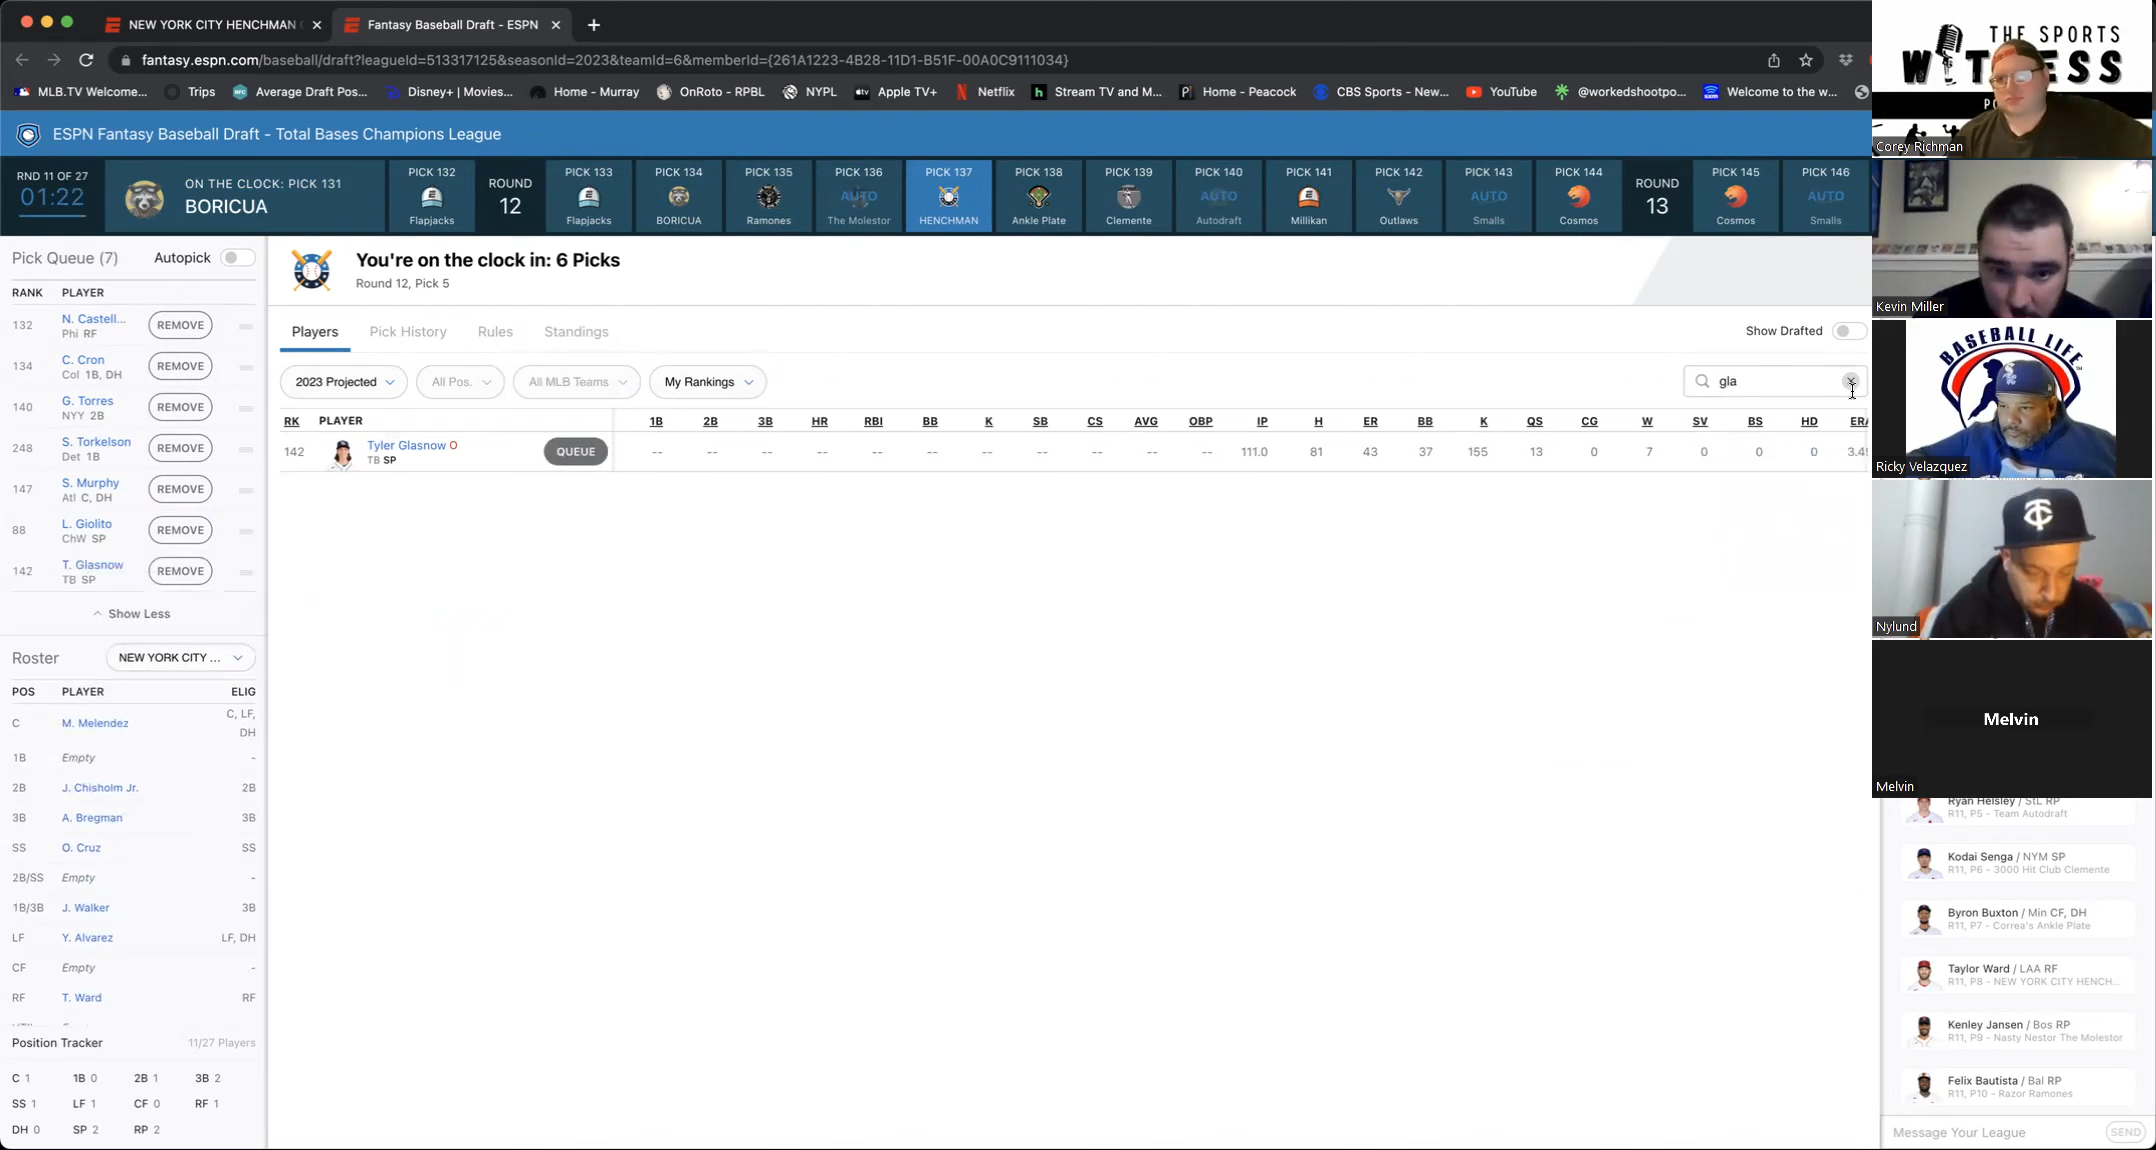 NEW YORK CITY HENCHMAN
Fantasy Baseball Draft - ESPN
fantasy.espn.com/baseball/draft?leagueId=513317125&seasonId=2023&teamId=6&memberId={261A1223-4B28-11D1-B51F-00A0C9111034}
MLB.TV Welcome... Trips Average Draft Pos... Disney+ | Movies... Home - Murray OnRoto - RPBL NYPL Apple TV+ Netflix Stream TV and M... Home - Peacock CBS Sports - New... YouTube @workedshootpo... Welcome to the w...
ESPN Fantasy Baseball Draft - Total Bases Champions League
RND 11 OF 27
01:22
ON THE CLOCK: PICK 131
BORICUA
PICK 132
Flapjacks
ROUND
12
PICK 133
Flapjacks
PICK 134
BORICUA
PICK 135
Ramones
PICK 136
AUTO
The Molestor
PICK 137
HENCHMAN
PICK 138
Ankle Plate
PICK 139
Clemente
PICK 140
AUTO
Autodraft
PICK 141
Millikan
PICK 142
Outlaws
PICK 143
AUTO
Smalls
PICK 144
Cosmos
ROUND
13
PICK 145
Cosmos
PICK 146
AUTO
Smalls
Pick Queue (7) Autopick
RANK PLAYER
132 N. Castell... REMOVE
Phi RF
134 C. Cron REMOVE
Col 1B, DH
140 G. Torres REMOVE
NYY 2B
248 S. Torkelson REMOVE
Det 1B
147 S. Murphy REMOVE
Atl C, DH
88 L. Giolito REMOVE
ChW SP
142 T. Glasnow REMOVE
TB SP
Show Less
Roster NEW YORK CITY ...
POS PLAYER ELIG
C M. Melendez C, LF, DH
1B Empty -
2B J. Chisholm Jr. 2B
3B A. Bregman 3B
SS O. Cruz SS
2B/SS Empty -
1B/3B J. Walker 3B
LF Y. Alvarez LF, DH
CF Empty -
RF T. Ward RF
Position Tracker 11/27 Players
C 1 1B 0 2B 1 3B 2
SS 1 LF 1 CF 0 RF 1
DH 0 SP 2 RP 2
You're on the clock in: 6 Picks
Round 12, Pick 5
Players Pick History Rules Standings
Show Drafted
2023 Projected All Pos. All MLB Teams My Rankings
gla
RK PLAYER 1B 2B 3B HR RBI BB K SB CS AVG OBP IP H ER BB K QS CG W SV BS HD ERA
142 Tyler Glasnow O QUEUE -- -- -- -- -- -- -- -- -- -- -- 111.0 81 43 37 155 13 0 7 0 0 0 3.4
TB SP
THE SPORTS
WITNESS
Corey Richman
Kevin Miller
BASEBALL LIFE
Ricky Velazquez
TC
Nylund
Melvin
Melvin
Ryan Helsley / StL RP
R11, P5 - Team Autodraft
Kodai Senga / NYM SP
R11, P6 - 3000 Hit Club Clemente
Byron Buxton / Min CF, DH
R11, P7 - Correa's Ankle Plate
Taylor Ward / LAA RF
R11, P8 - NEW YORK CITY HENCH...
Kenley Jansen / Bos RP
R11, P9 - Nasty Nestor The Molestor
Felix Bautista / Bal RP
R11, P10 - Razor Ramones
Message Your League SEND